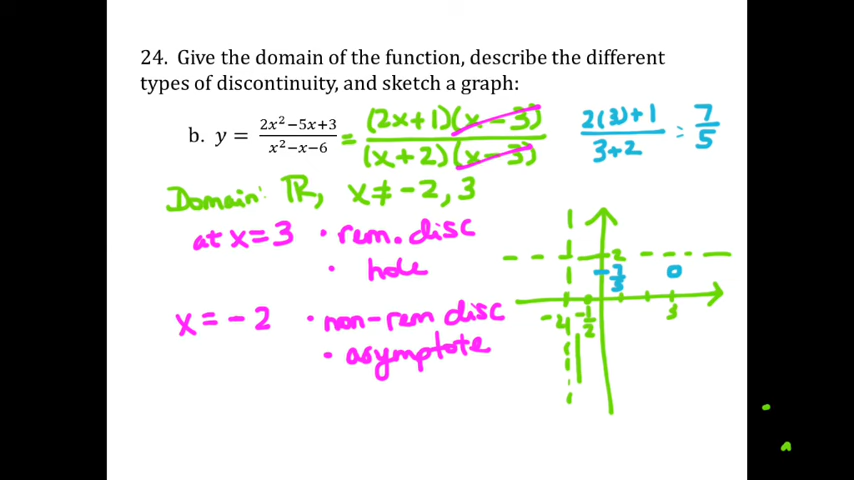 24. Give the domain of the function, describe the different
types of discontinuity, and sketch a graph:
b. y = (2x²−5x+3)/(x²−x−6) = ((2x+1)(x−3))/((x+2)(x−3))
(2(3)+1)/(3+2) = 7/5
Domain: ℝ, x≠−2, 3
at x=3 · rem. disc
· hole
x=−2 · non-rem disc
· asymptote
2
7/5
−2 −1/2 3